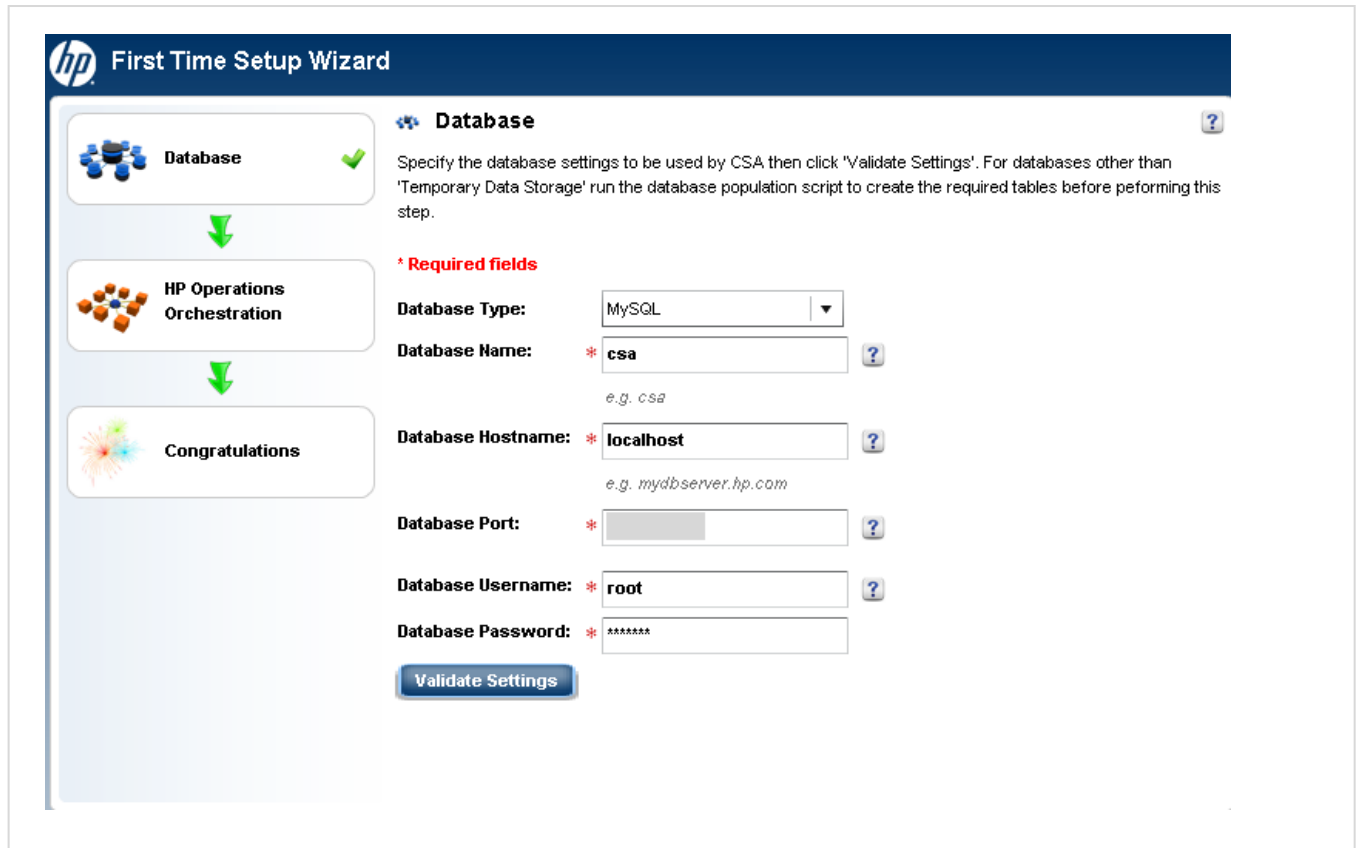 hp First Time Setup Wizard
Database
HP Operations
Orchestration
Congratulations
Database
?
Specify the database settings to be used by CSA then click 'Validate Settings'. For databases other than
'Temporary Data Storage' run the database population script to create the required tables before peforming this
step.
* Required fields
Database Type: MySQL
Database Name: * csa ?
e.g. csa
Database Hostname: * localhost ?
e.g. mydbserver.hp.com
Database Port: * ?
Database Username: * root ?
Database Password: * *******
Validate Settings